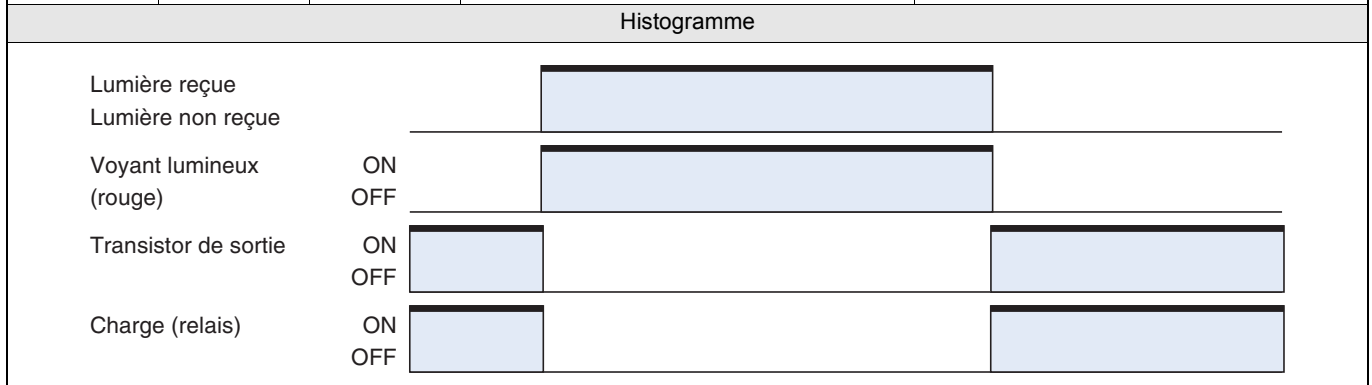 Histogramme
Lumière reçue
Lumière non reçue
Voyant lumineux ON
(rouge) OFF
Transistor de sortie ON
OFF
Charge (relais) ON
OFF